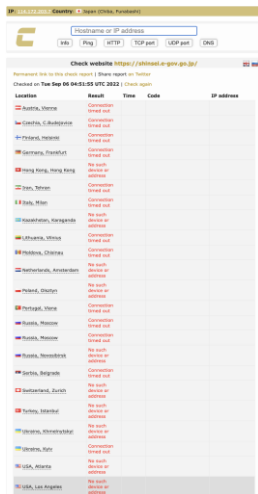 Country: Japan (Chiba, Funabashi)
Hostname or IP address
Info Ping HTTP TCP port UDP port DNS
Check website https://shinsei.e-gov.go.jp/
Permanent link to this check report | Share report on Twitter
Checked on Tue Sep 06 04:51:55 UTC 2022 | Check again
Location Result Time Code IP address
Austria, Vienna Connection
timed out
Czechia, C.Budejovice Connection
timed out
Finland, Helsinki Connection
timed out
Germany, Frankfurt Connection
timed out
Hong Kong, Hong Kong No such
device or
address
Iran, Tehran Connection
timed out
Italy, Milan Connection
timed out
Kazakhstan, Karaganda No such
device or
address
Lithuania, Vilnius Connection
timed out
Moldova, Chisinau Connection
timed out
Netherlands, Amsterdam No such
device or
address
Poland, Olsztyn No such
device or
address
Portugal, Viana Connection
timed out
Russia, Moscow Connection
timed out
Russia, Moscow Connection
timed out
Russia, Novosibirsk No such
device or
address
Serbia, Belgrade Connection
timed out
Switzerland, Zurich No such
device or
address
Turkey, Istanbul No such
device or
address
Ukraine, Khmelnytskyi No such
device or
address
Ukraine, Kyiv Connection
timed out
USA, Atlanta No such
device or
address
USA, Los Angeles No such
device or
address